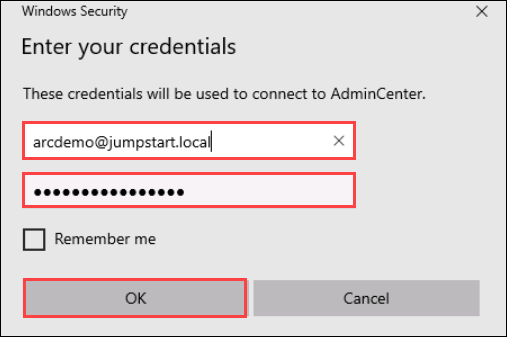 Windows Security
Enter your credentials
These credentials will be used to connect to AdminCenter.
arcdemo@jumpstart.local
●●●●●●●●●●●●●●●●
Remember me
OK
Cancel